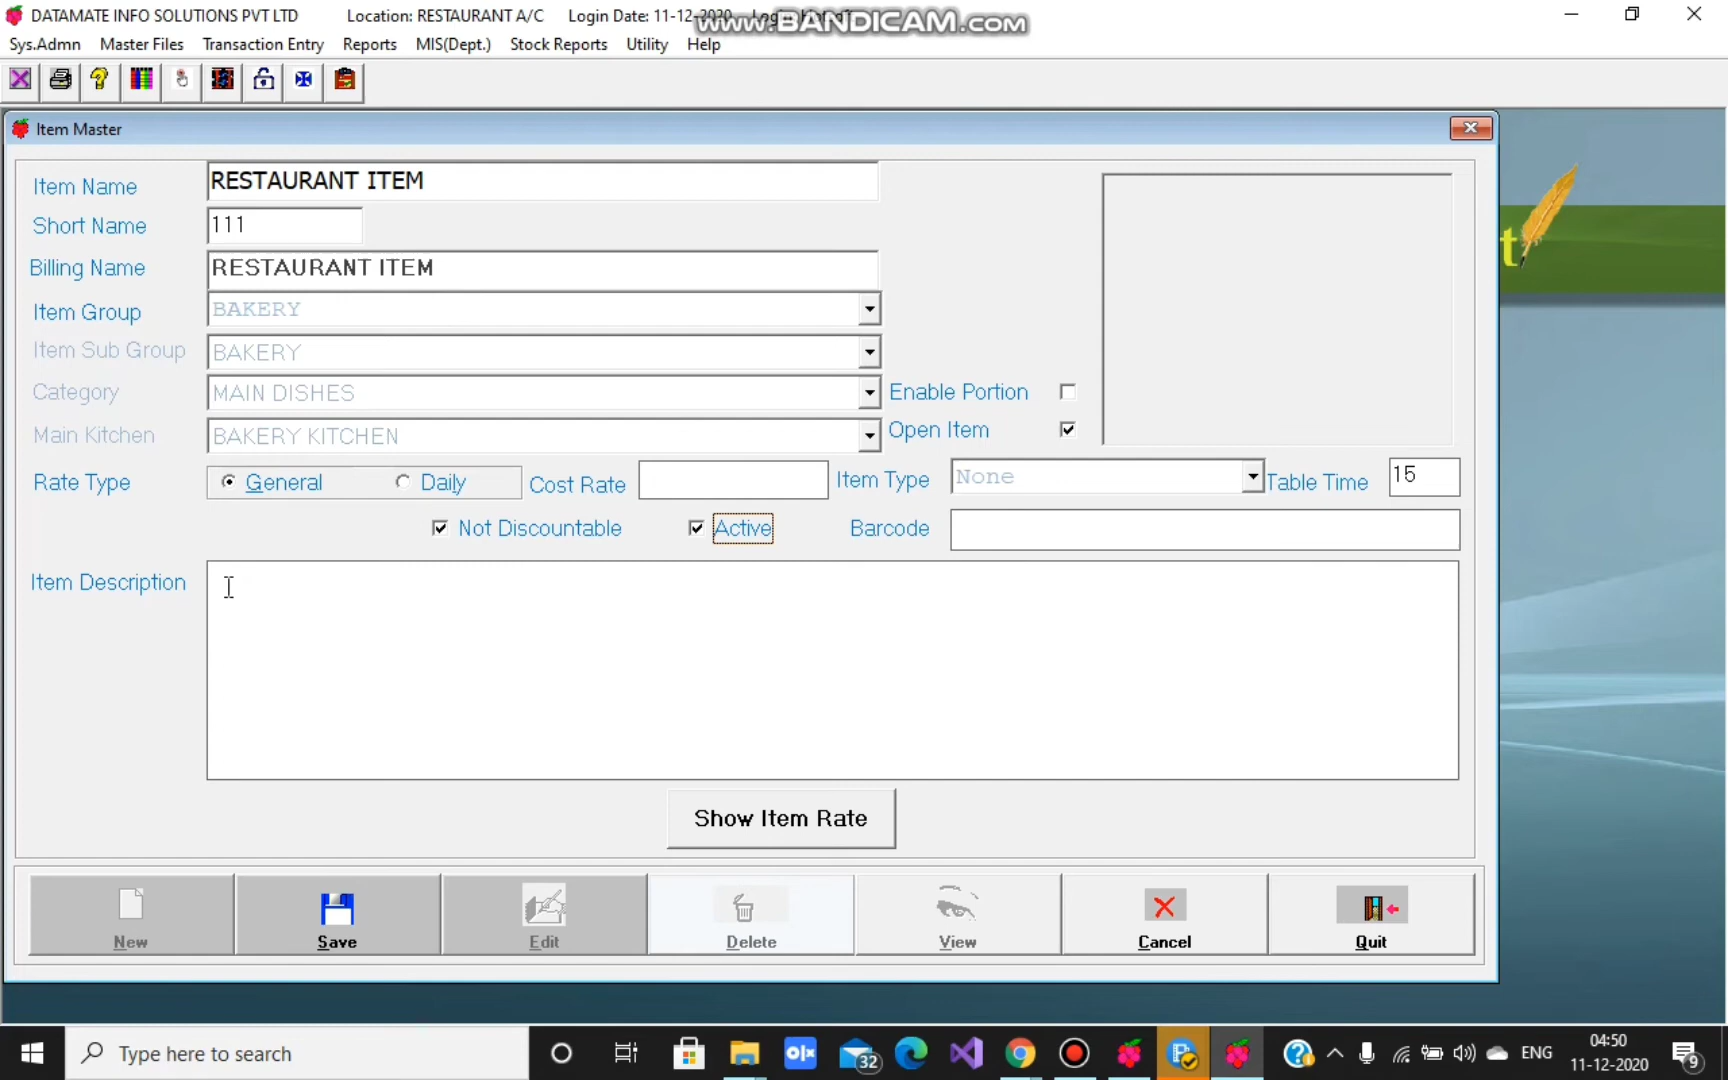 DATAMATE INFO SOLUTIONS PVT LTD Location: RESTAURANT A/C Login Date: 11-12-2020
www.BANDICAM.com
Sys.Admn Master Files Transaction Entry Reports MIS(Dept.) Stock Reports Utility Help
Item Master
Item Name RESTAURANT ITEM
Short Name 111
Billing Name RESTAURANT ITEM
Item Group BAKERY
Item Sub Group BAKERY
Category MAIN DISHES Enable Portion
Main Kitchen BAKERY KITCHEN Open Item
Rate Type General Daily Cost Rate Item Type None Table Time 15
Not Discountable Active Barcode
Item Description
Show Item Rate
New Save Edit Delete View Cancel Quit
t
Type here to search
olx 32 ENG 04:50
11-12-2020 9